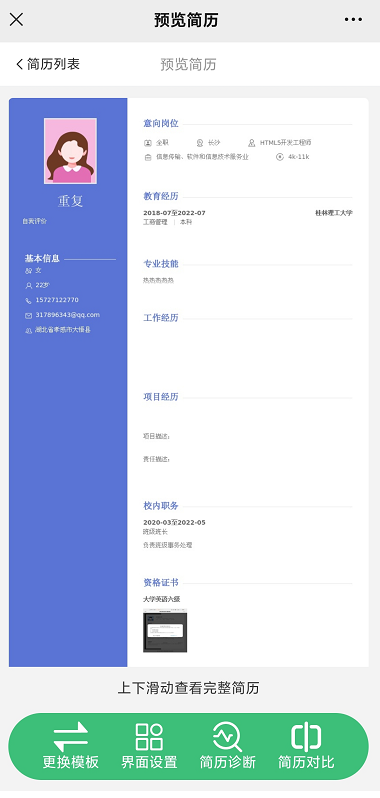 预览简历
简历列表
预览简历
重复
自我评价
基本信息
女
22岁
15727122770
317896343@qq.com
湖北省孝感市大悟县
意向岗位
全职 长沙 HTML5开发工程师
信息传输、软件和信息技术服务业 4k-11k
教育经历
2018-07至2022-07 桂林理工大学
工商管理 | 本科
专业技能
热热热热热
工作经历
项目经历
项目描述：
责任描述：
校内职务
2020-03至2022-05
班级班长
负责班级事务处理
资格证书
大学英语六级
上下滑动查看完整简历
更换模板 界面设置 简历诊断 简历对比